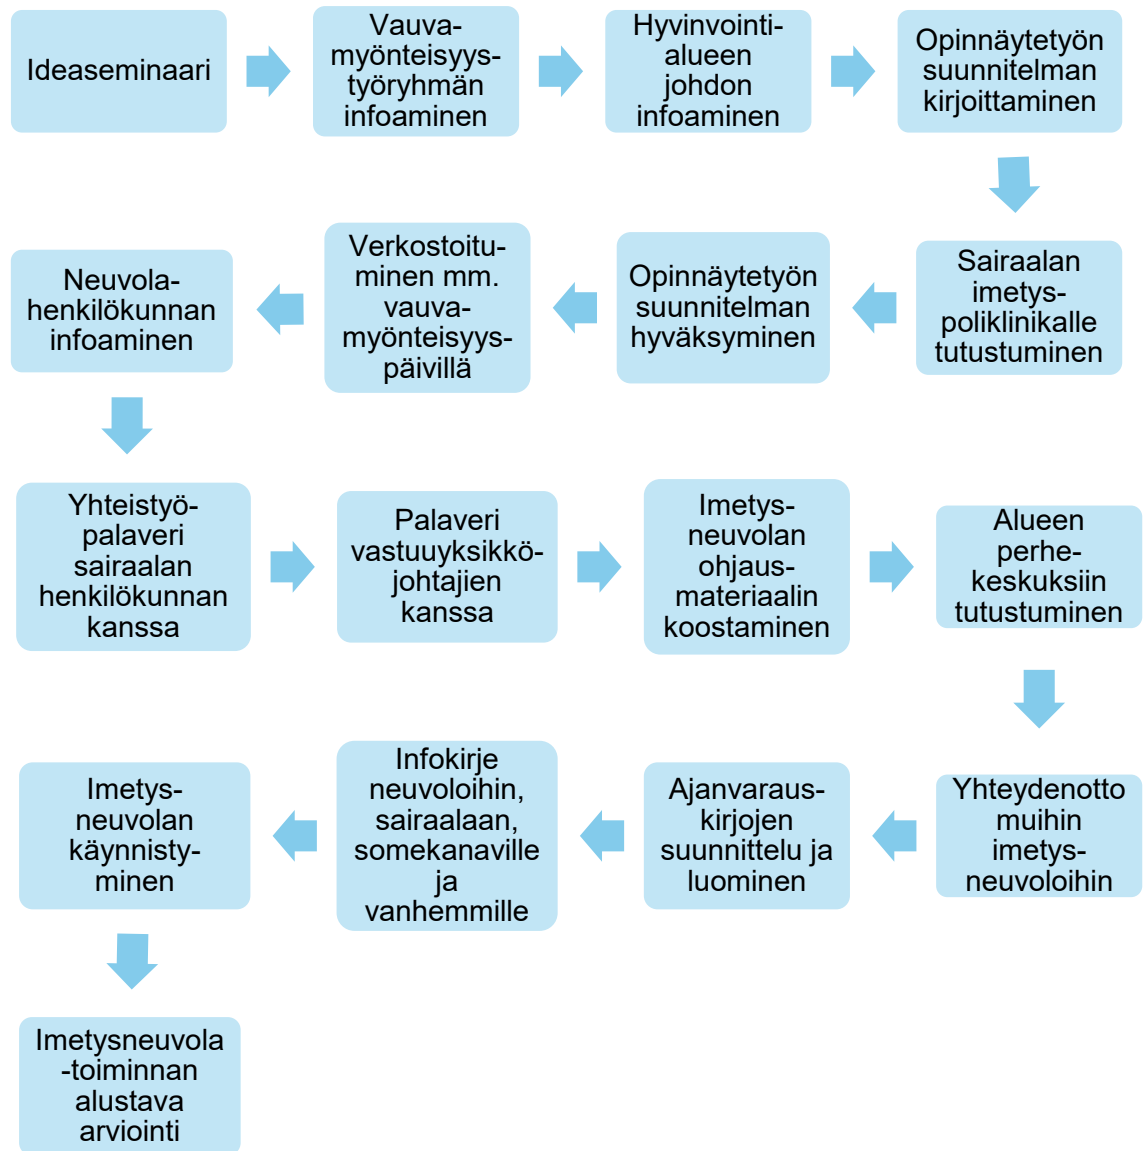 Ideaseminaari
Vauva-
myönteisyys-
työryhmän
infoaminen
Hyvinvointi-
alueen
johdon
infoaminen
Opinnäytetyön
suunnitelman
kirjoittaminen
Sairaalan
imetys-
poliklinikalle
tutustuminen
Opinnäytetyön
suunnitelman
hyväksyminen
Verkostoitu-
minen mm.
vauva-
myönteisyys-
päivillä
Neuvola-
henkilökunnan
infoaminen
Yhteistyö-
palaveri
sairaalan
henkilökunnan
kanssa
Palaveri
vastuuyksikkö-
johtajien
kanssa
Imetys-
neuvolan
ohjaus-
materiaalin
koostaminen
Alueen
perhe-
keskuksiin
tutustuminen
Yhteydenotto
muihin
imetys-
neuvoloihin
Ajanvaraus-
kirjojen
suunnittelu ja
luominen
Infokirje
neuvoloihin,
sairaalaan,
somekanaville
ja
vanhemmille
Imetys-
neuvolan
käynnisty-
minen
Imetysneuvola
-toiminnan
alustava
arviointi